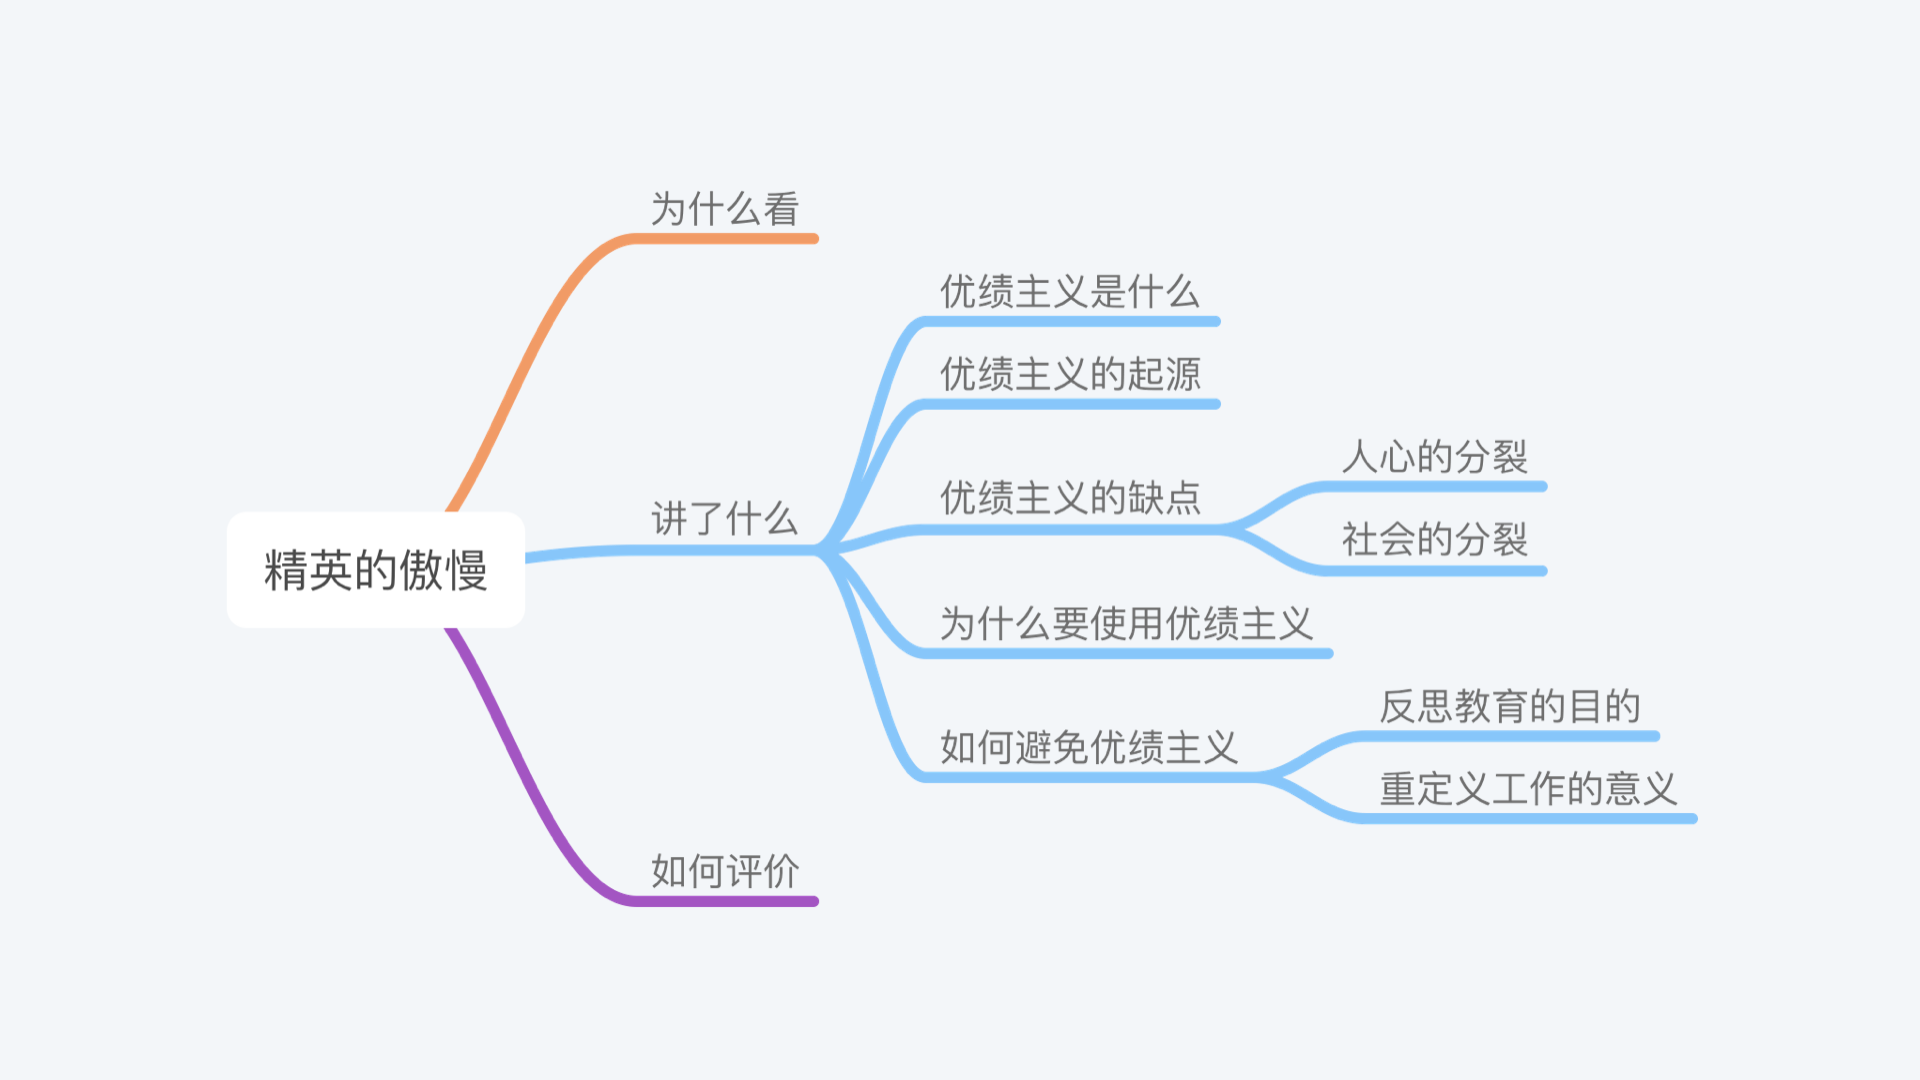 精英的傲慢
为什么看
讲了什么
优绩主义是什么
优绩主义的起源
优绩主义的缺点
人心的分裂
社会的分裂
为什么要使用优绩主义
如何避免优绩主义
反思教育的目的
重定义工作的意义
如何评价